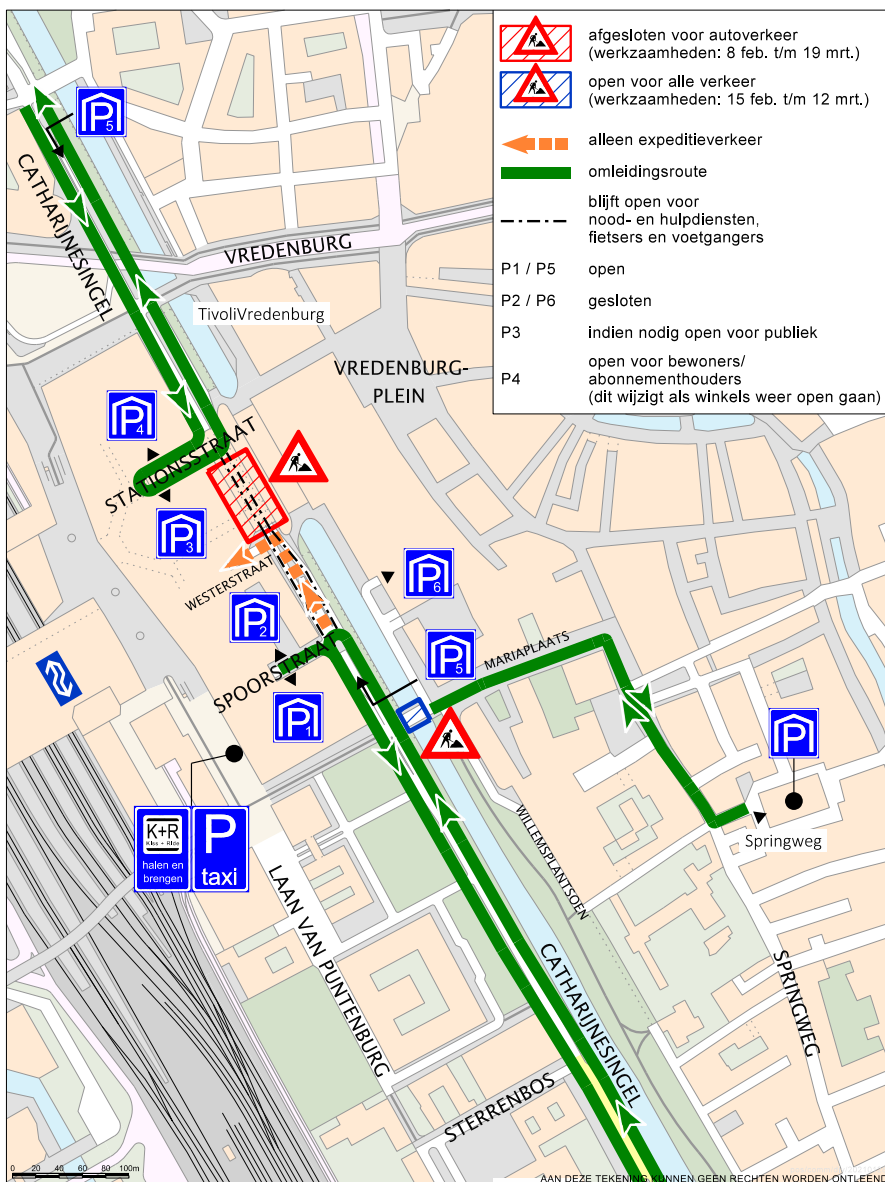 afgesloten voor autoverkeer
(werkzaamheden: 8 feb. t/m 19 mrt.)
open voor alle verkeer
(werkzaamheden: 15 feb. t/m 12 mrt.)
alleen expeditieverkeer
omleidingsroute
blijft open voor
nood- en hulpdiensten,
fietsers en voetgangers
P1 / P5 open
P2 / P6 gesloten
P3 indien nodig open voor publiek
P4 open voor bewoners/
abonnementhouders
(dit wijzigt als winkels weer open gaan)
P5
CATHARIJNESINGEL
VREDENBURG
TivoliVredenburg
VREDENBURG-
PLEIN
P4
STATIONSSTRAAT
P3
WESTERSTRAAT
P6
P2
MARIAPLAATS
P5
SPOORSTRAAT
P1
P
K+R
Kiss + Ride
halen en
brengen
P
taxi
WILLEMSPLANTSOEN
Springweg
LAAN VAN PUNTENBURG
CATHARIJNESINGEL
SPRINGWEG
STERRENBOS
0 20 40 60 80 100m
AAN DEZE TEKENING KUNNEN GEEN RECHTEN WORDEN ONTLEEND